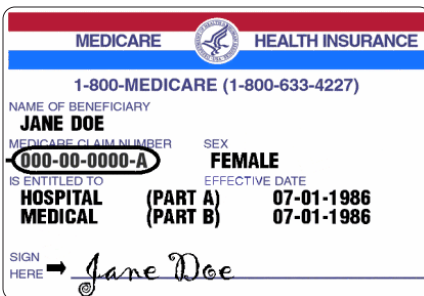 MEDICARE HEALTH INSURANCE
1-800-MEDICARE (1-800-633-4227)
NAME OF BENEFICIARY
JANE DOE
MEDICARE CLAIM NUMBER SEX
000-00-0000-A FEMALE
IS ENTITLED TO EFFECTIVE DATE
HOSPITAL (PART A) 07-01-1986
MEDICAL (PART B) 07-01-1986
SIGN
HERE Jane Doe